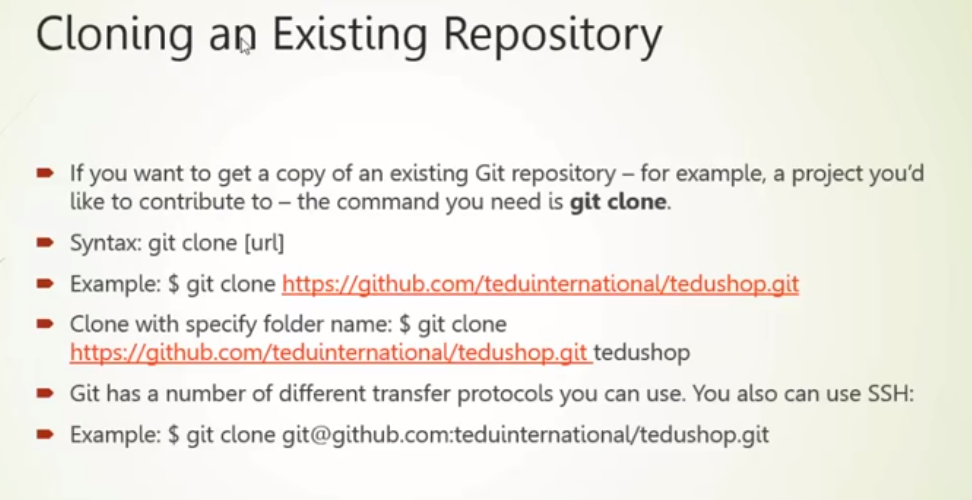 Cloning an Existing Repository
If you want to get a copy of an existing Git repository – for example, a project you'd
like to contribute to – the command you need is git clone.
Syntax: git clone [url]
Example: $ git clone https://github.com/teduinternational/tedushop.git
Clone with specify folder name: $ git clone
https://github.com/teduinternational/tedushop.git tedushop
Git has a number of different transfer protocols you can use. You also can use SSH:
Example: $ git clone git@github.com:teduinternational/tedushop.git